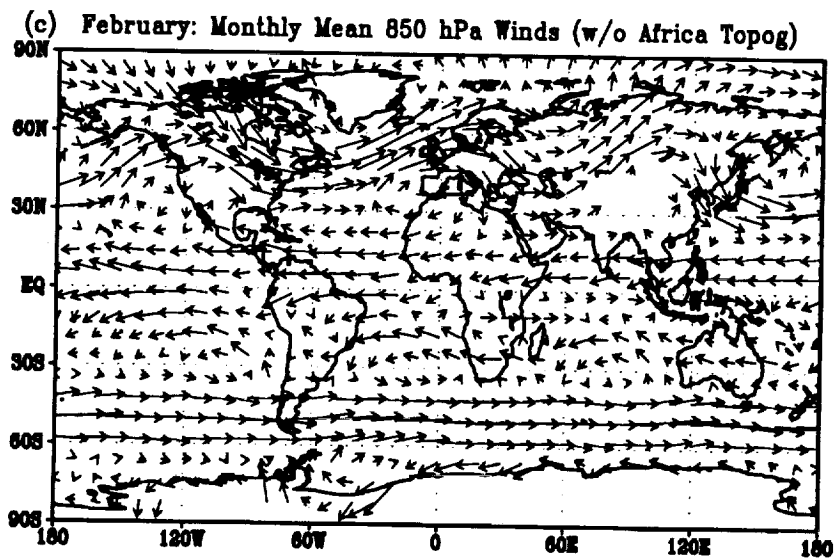 (c) February: Monthly Mean 850 hPa Winds (w/o Africa Topog)
90N
60N
30N
EQ
30S
60S
90S
180 120W 60W 0 60E 120E 180